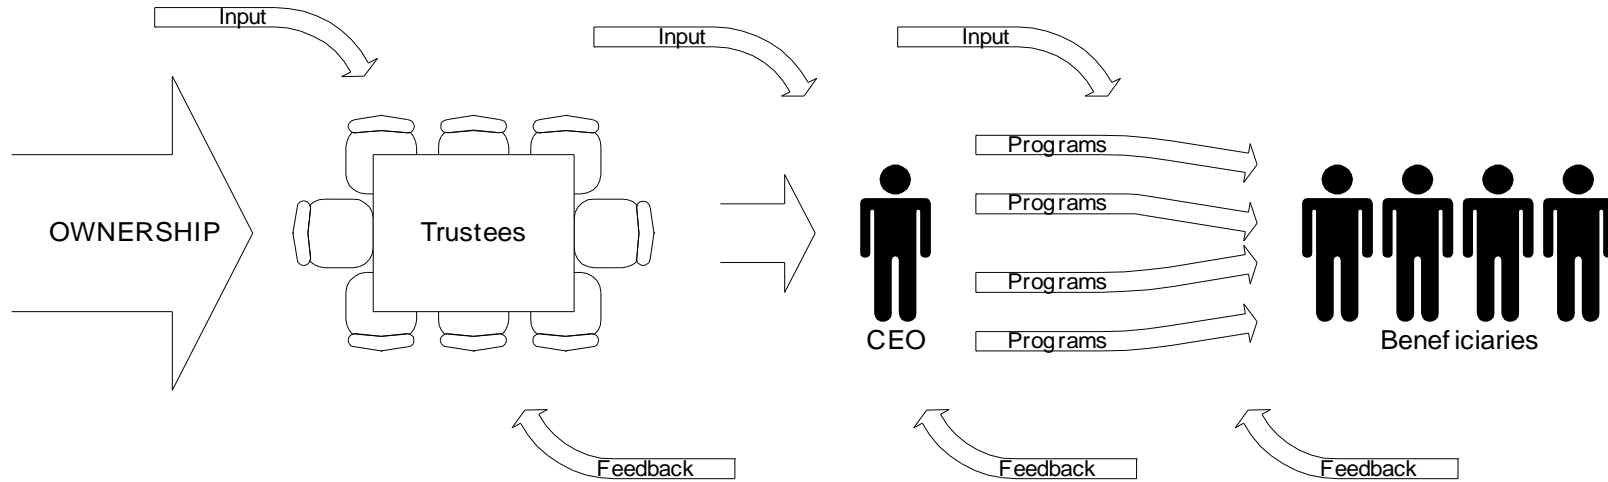 Input
Input
Input
OWNERSHIP
Trustees
Programs
Programs
Programs
Programs
CEO
Beneficiaries
Feedback
Feedback
Feedback